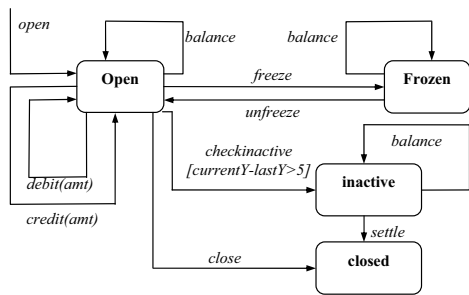 open
balance
balance
Open
freeze
Frozen
unfreeze
checkinactive
[currentY-lastY>5]
balance
debit(amt)
inactive
credit(amt)
settle
close
closed